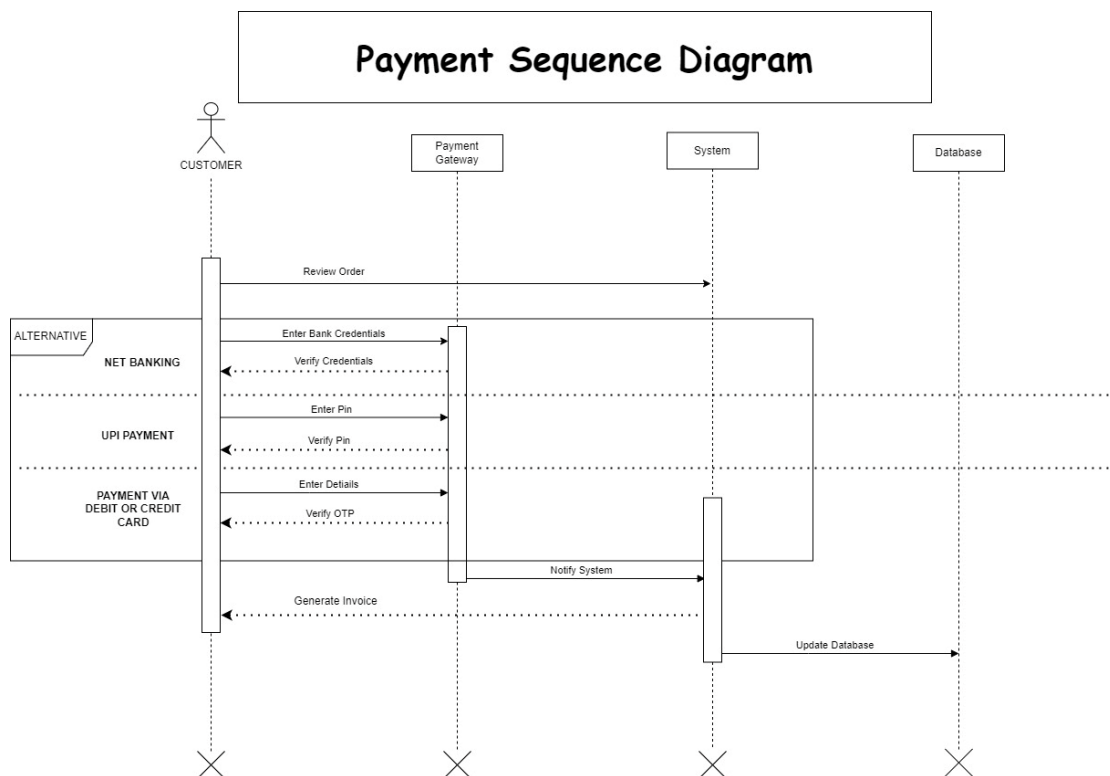 Payment Sequence Diagram
CUSTOMER
Payment
Gateway
System
Database
Review Order
ALTERNATIVE
Enter Bank Credentials
NET BANKING
Verify Credentials
Enter Pin
UPI PAYMENT
Verify Pin
Enter Detiails
PAYMENT VIA
DEBIT OR CREDIT
CARD
Verify OTP
Notify System
Generate Invoice
Update Database